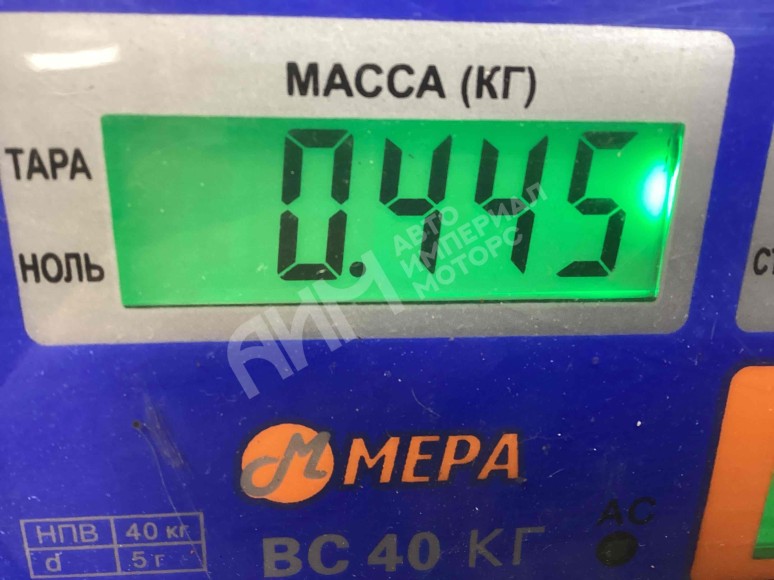 МАССА (КГ)
ТАРА
0.445
НОЛЬ
АИМ
АВТО
ИМПЕРИАЛ
МОТОРС
М МЕРА
НПВ 40 кг
d 5 г
ВС 40 КГ
АС